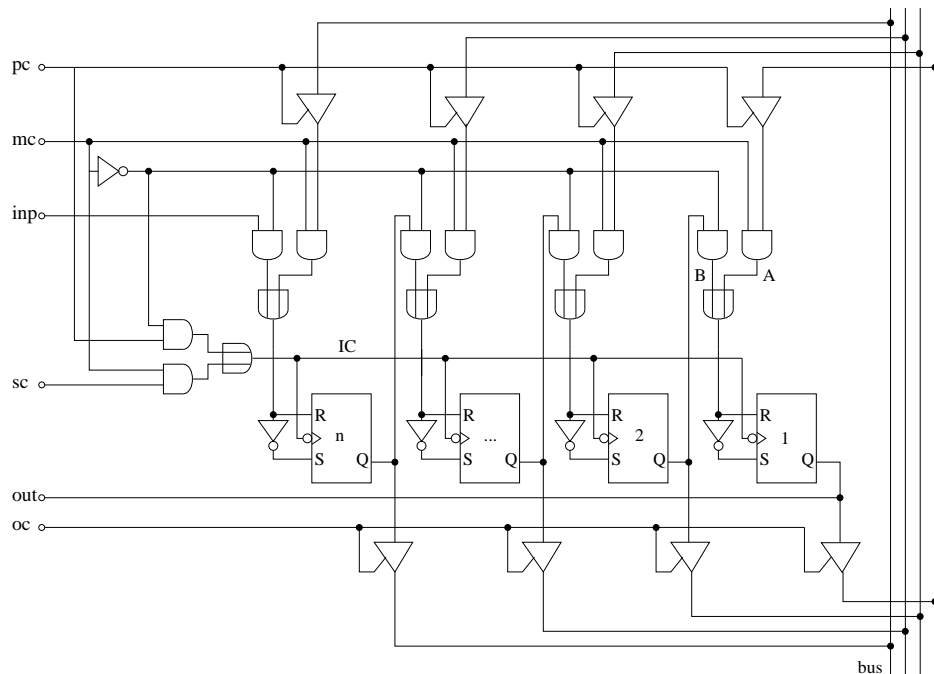 pc
mc
inp
B A
IC
sc
R R R R
n ... 2 1
S Q S Q S Q S Q
out
oc
bus